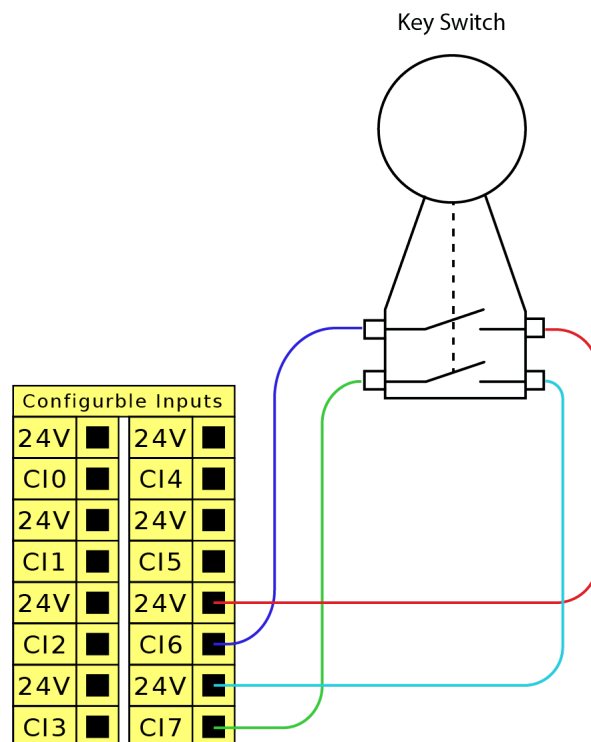 Key Switch
Configurble Inputs
24V 24V
CI0 CI4
24V 24V
CI1 CI5
24V 24V
CI2 CI6
24V 24V
CI3 CI7